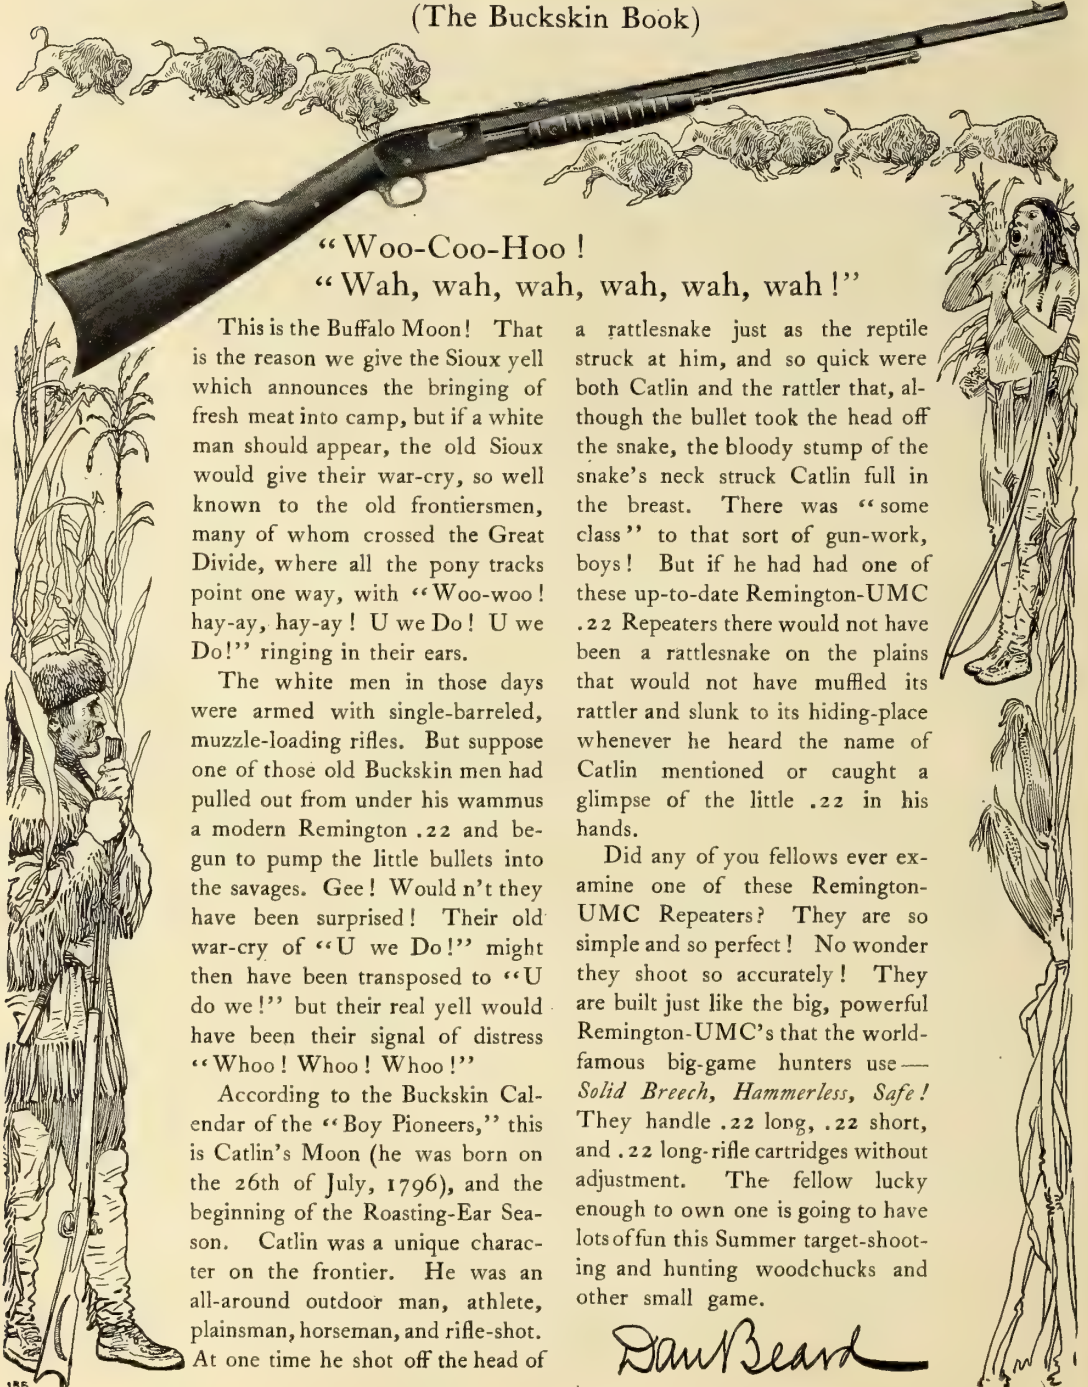 (The Buckskin Book)
“Woo-Coo-Hoo!
“Wah, wah, wah, wah, wah, wah!”
This is the Buffalo Moon! That
is the reason we give the Sioux yell
which announces the bringing of
fresh meat into camp, but if a white
man should appear, the old Sioux
would give their war-cry, so well
known to the old frontiersmen,
many of whom crossed the Great
Divide, where all the pony tracks
point one way, with “Woo-woo!
hay-ay, hay-ay! U we Do! U we
Do!” ringing in their ears.
The white men in those days
were armed with single-barreled,
muzzle-loading rifles. But suppose
one of those old Buckskin men had
pulled out from under his wammus
a modern Remington .22 and be-
gun to pump the little bullets into
the savages. Gee! Would n't they
have been surprised! Their old
war-cry of “U we Do!” might
then have been transposed to “U
do we!” but their real yell would
have been their signal of distress
“Whoo! Whoo! Whoo!”
According to the Buckskin Cal-
endar of the “Boy Pioneers,” this
is Catlin's Moon (he was born on
the 26th of July, 1796), and the
beginning of the Roasting-Ear Sea-
son. Catlin was a unique charac-
ter on the frontier. He was an
all-around outdoor man, athlete,
plainsman, horseman, and rifle-shot.
At one time he shot off the head of
a rattlesnake just as the reptile
struck at him, and so quick were
both Catlin and the rattler that, al-
though the bullet took the head off
the snake, the bloody stump of the
snake's neck struck Catlin full in
the breast. There was “some
class” to that sort of gun-work,
boys! But if he had had one of
these up-to-date Remington-UMC
.22 Repeaters there would not have
been a rattlesnake on the plains
that would not have muffled its
rattler and slunk to its hiding-place
whenever he heard the name of
Catlin mentioned or caught a
glimpse of the little .22 in his
hands.
Did any of you fellows ever ex-
amine one of these Remington-
UMC Repeaters? They are so
simple and so perfect! No wonder
they shoot so accurately! They
are built just like the big, powerful
Remington-UMC's that the world-
famous big-game hunters use—
Solid Breech, Hammerless, Safe!
They handle .22 long, .22 short,
and .22 long-rifle cartridges without
adjustment. The fellow lucky
enough to own one is going to have
lots of fun this Summer target-shoot-
ing and hunting woodchucks and
other small game.
Dan Beard